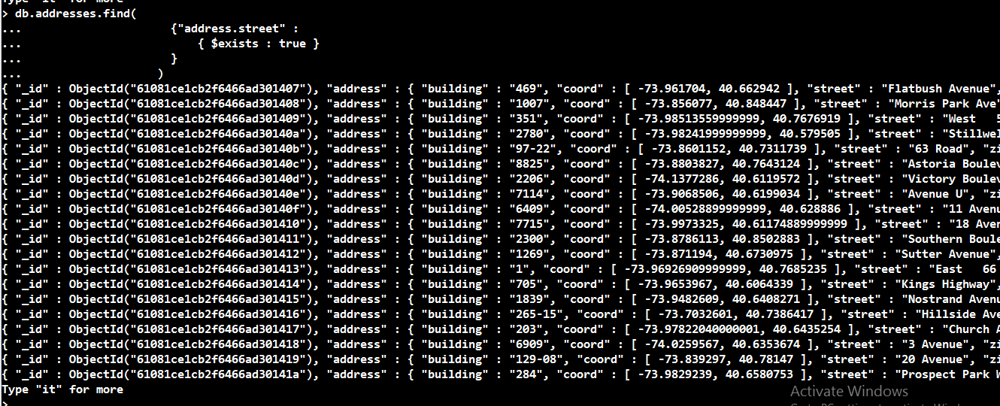 Type "it" for more
> db.addresses.find(
... {"address.street" :
... { $exists : true }
... }
... )
{ "_id" : ObjectId("61081ce1cb2f6466ad301407"), "address" : { "building" : "469", "coord" : [ -73.961704, 40.662942 ], "street" : "Flatbush Avenue",
{ "_id" : ObjectId("61081ce1cb2f6466ad301408"), "address" : { "building" : "1007", "coord" : [ -73.856077, 40.848447 ], "street" : "Morris Park Ave"
{ "_id" : ObjectId("61081ce1cb2f6466ad301409"), "address" : { "building" : "351", "coord" : [ -73.98513559999999, 40.7676919 ], "street" : "West   5
{ "_id" : ObjectId("61081ce1cb2f6466ad30140a"), "address" : { "building" : "2780", "coord" : [ -73.98241999999999, 40.579505 ], "street" : "Stillwel
{ "_id" : ObjectId("61081ce1cb2f6466ad30140b"), "address" : { "building" : "97-22", "coord" : [ -73.8601152, 40.7311739 ], "street" : "63 Road", "zi
{ "_id" : ObjectId("61081ce1cb2f6466ad30140c"), "address" : { "building" : "8825", "coord" : [ -73.8803827, 40.7643124 ], "street" : "Astoria Boulev
{ "_id" : ObjectId("61081ce1cb2f6466ad30140d"), "address" : { "building" : "2206", "coord" : [ -74.1377286, 40.6119572 ], "street" : "Victory Boulev
{ "_id" : ObjectId("61081ce1cb2f6466ad30140e"), "address" : { "building" : "7114", "coord" : [ -73.9068506, 40.6199034 ], "street" : "Avenue U", "zi
{ "_id" : ObjectId("61081ce1cb2f6466ad30140f"), "address" : { "building" : "6409", "coord" : [ -74.00528899999999, 40.628886 ], "street" : "11 Avenu
{ "_id" : ObjectId("61081ce1cb2f6466ad301410"), "address" : { "building" : "7715", "coord" : [ -73.9973325, 40.61174889999999 ], "street" : "18 Aven
{ "_id" : ObjectId("61081ce1cb2f6466ad301411"), "address" : { "building" : "2300", "coord" : [ -73.8786113, 40.8502883 ], "street" : "Southern Boule
{ "_id" : ObjectId("61081ce1cb2f6466ad301412"), "address" : { "building" : "1269", "coord" : [ -73.871194, 40.6730975 ], "street" : "Sutter Avenue",
{ "_id" : ObjectId("61081ce1cb2f6466ad301413"), "address" : { "building" : "1", "coord" : [ -73.96926909999999, 40.7685235 ], "street" : "East   66
{ "_id" : ObjectId("61081ce1cb2f6466ad301414"), "address" : { "building" : "705", "coord" : [ -73.9653967, 40.6064339 ], "street" : "Kings Highway",
{ "_id" : ObjectId("61081ce1cb2f6466ad301415"), "address" : { "building" : "1839", "coord" : [ -73.9482609, 40.6408271 ], "street" : "Nostrand Avenu
{ "_id" : ObjectId("61081ce1cb2f6466ad301416"), "address" : { "building" : "265-15", "coord" : [ -73.7032601, 40.7386417 ], "street" : "Hillside Ave
{ "_id" : ObjectId("61081ce1cb2f6466ad301417"), "address" : { "building" : "203", "coord" : [ -73.97822040000001, 40.6435254 ], "street" : "Church A
{ "_id" : ObjectId("61081ce1cb2f6466ad301418"), "address" : { "building" : "6909", "coord" : [ -74.0259567, 40.6353674 ], "street" : "3 Avenue", "zi
{ "_id" : ObjectId("61081ce1cb2f6466ad301419"), "address" : { "building" : "129-08", "coord" : [ -73.839297, 40.78147 ], "street" : "20 Avenue", "zi
{ "_id" : ObjectId("61081ce1cb2f6466ad30141a"), "address" : { "building" : "284", "coord" : [ -73.9829239, 40.6580753 ], "street" : "Prospect Park W
Type "it" for more
Activate Windows
>